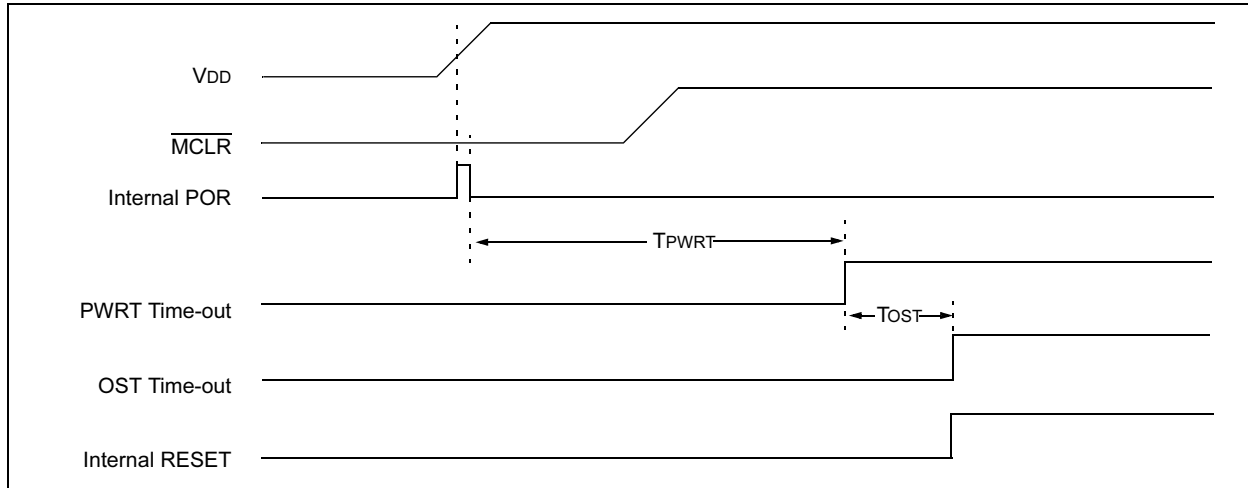 VDD
MCLR
Internal POR
TPWRT
PWRT Time-out
TOST
OST Time-out
Internal RESET